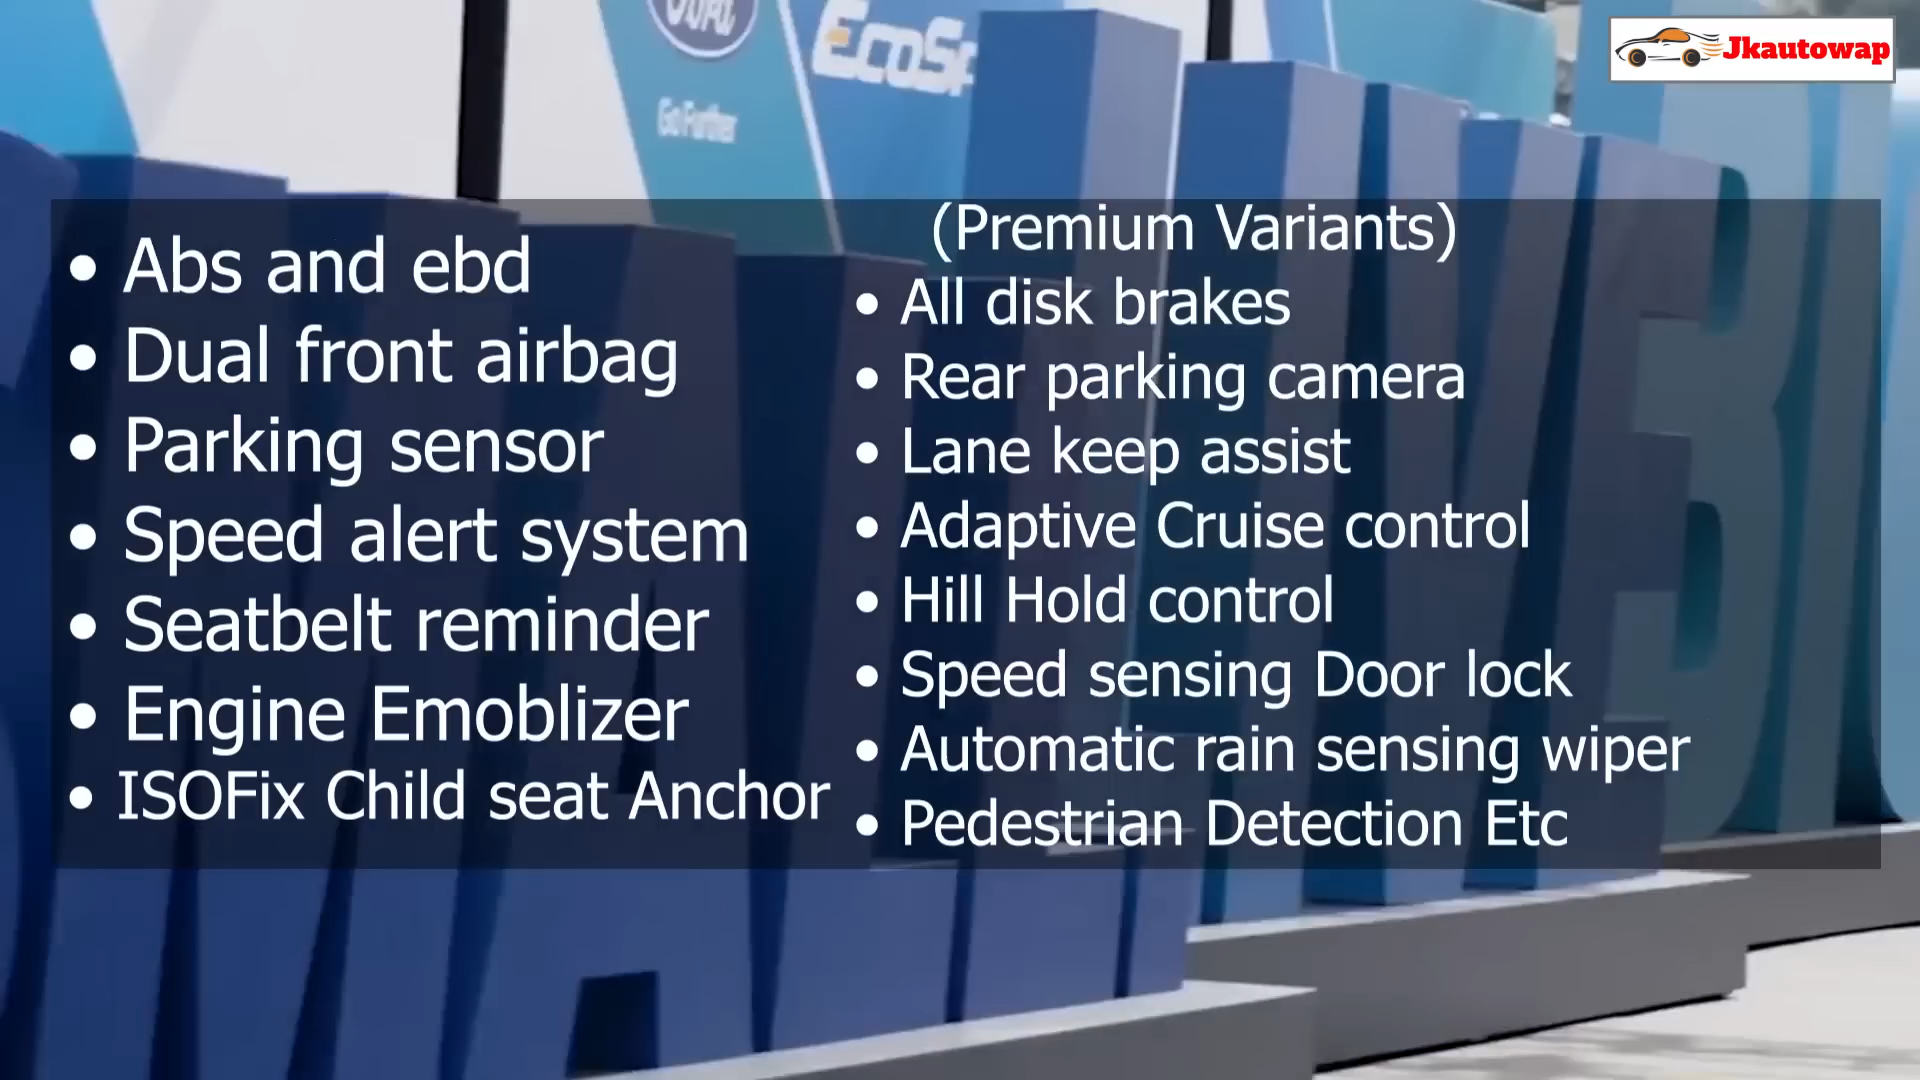 Ford
EcoSp
Go Further
Jkautowap
• Abs and ebd
• Dual front airbag
• Parking sensor
• Speed alert system
• Seatbelt reminder
• Engine Emoblizer
• ISOFix Child seat Anchor
(Premium Variants)
• All disk brakes
• Rear parking camera
• Lane keep assist
• Adaptive Cruise control
• Hill Hold control
• Speed sensing Door lock
• Automatic rain sensing wiper
• Pedestrian Detection Etc